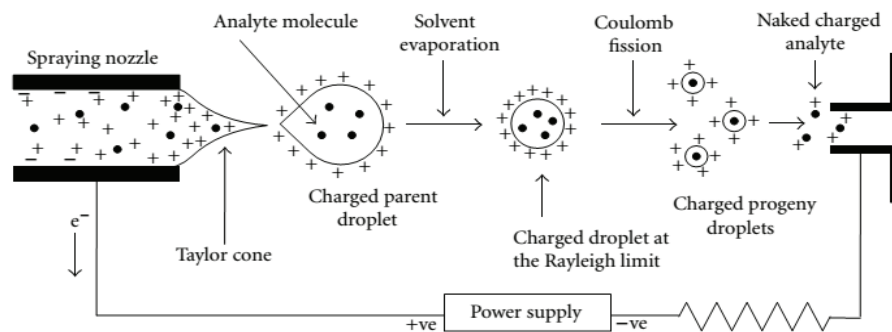 Analyte molecule
Solvent
evaporation
Coulomb
fission
Naked charged
analyte
Spraying nozzle
Charged parent
droplet
Charged progeny
droplets
e−
Taylor cone
Charged droplet at
the Rayleigh limit
+ve
Power supply
−ve